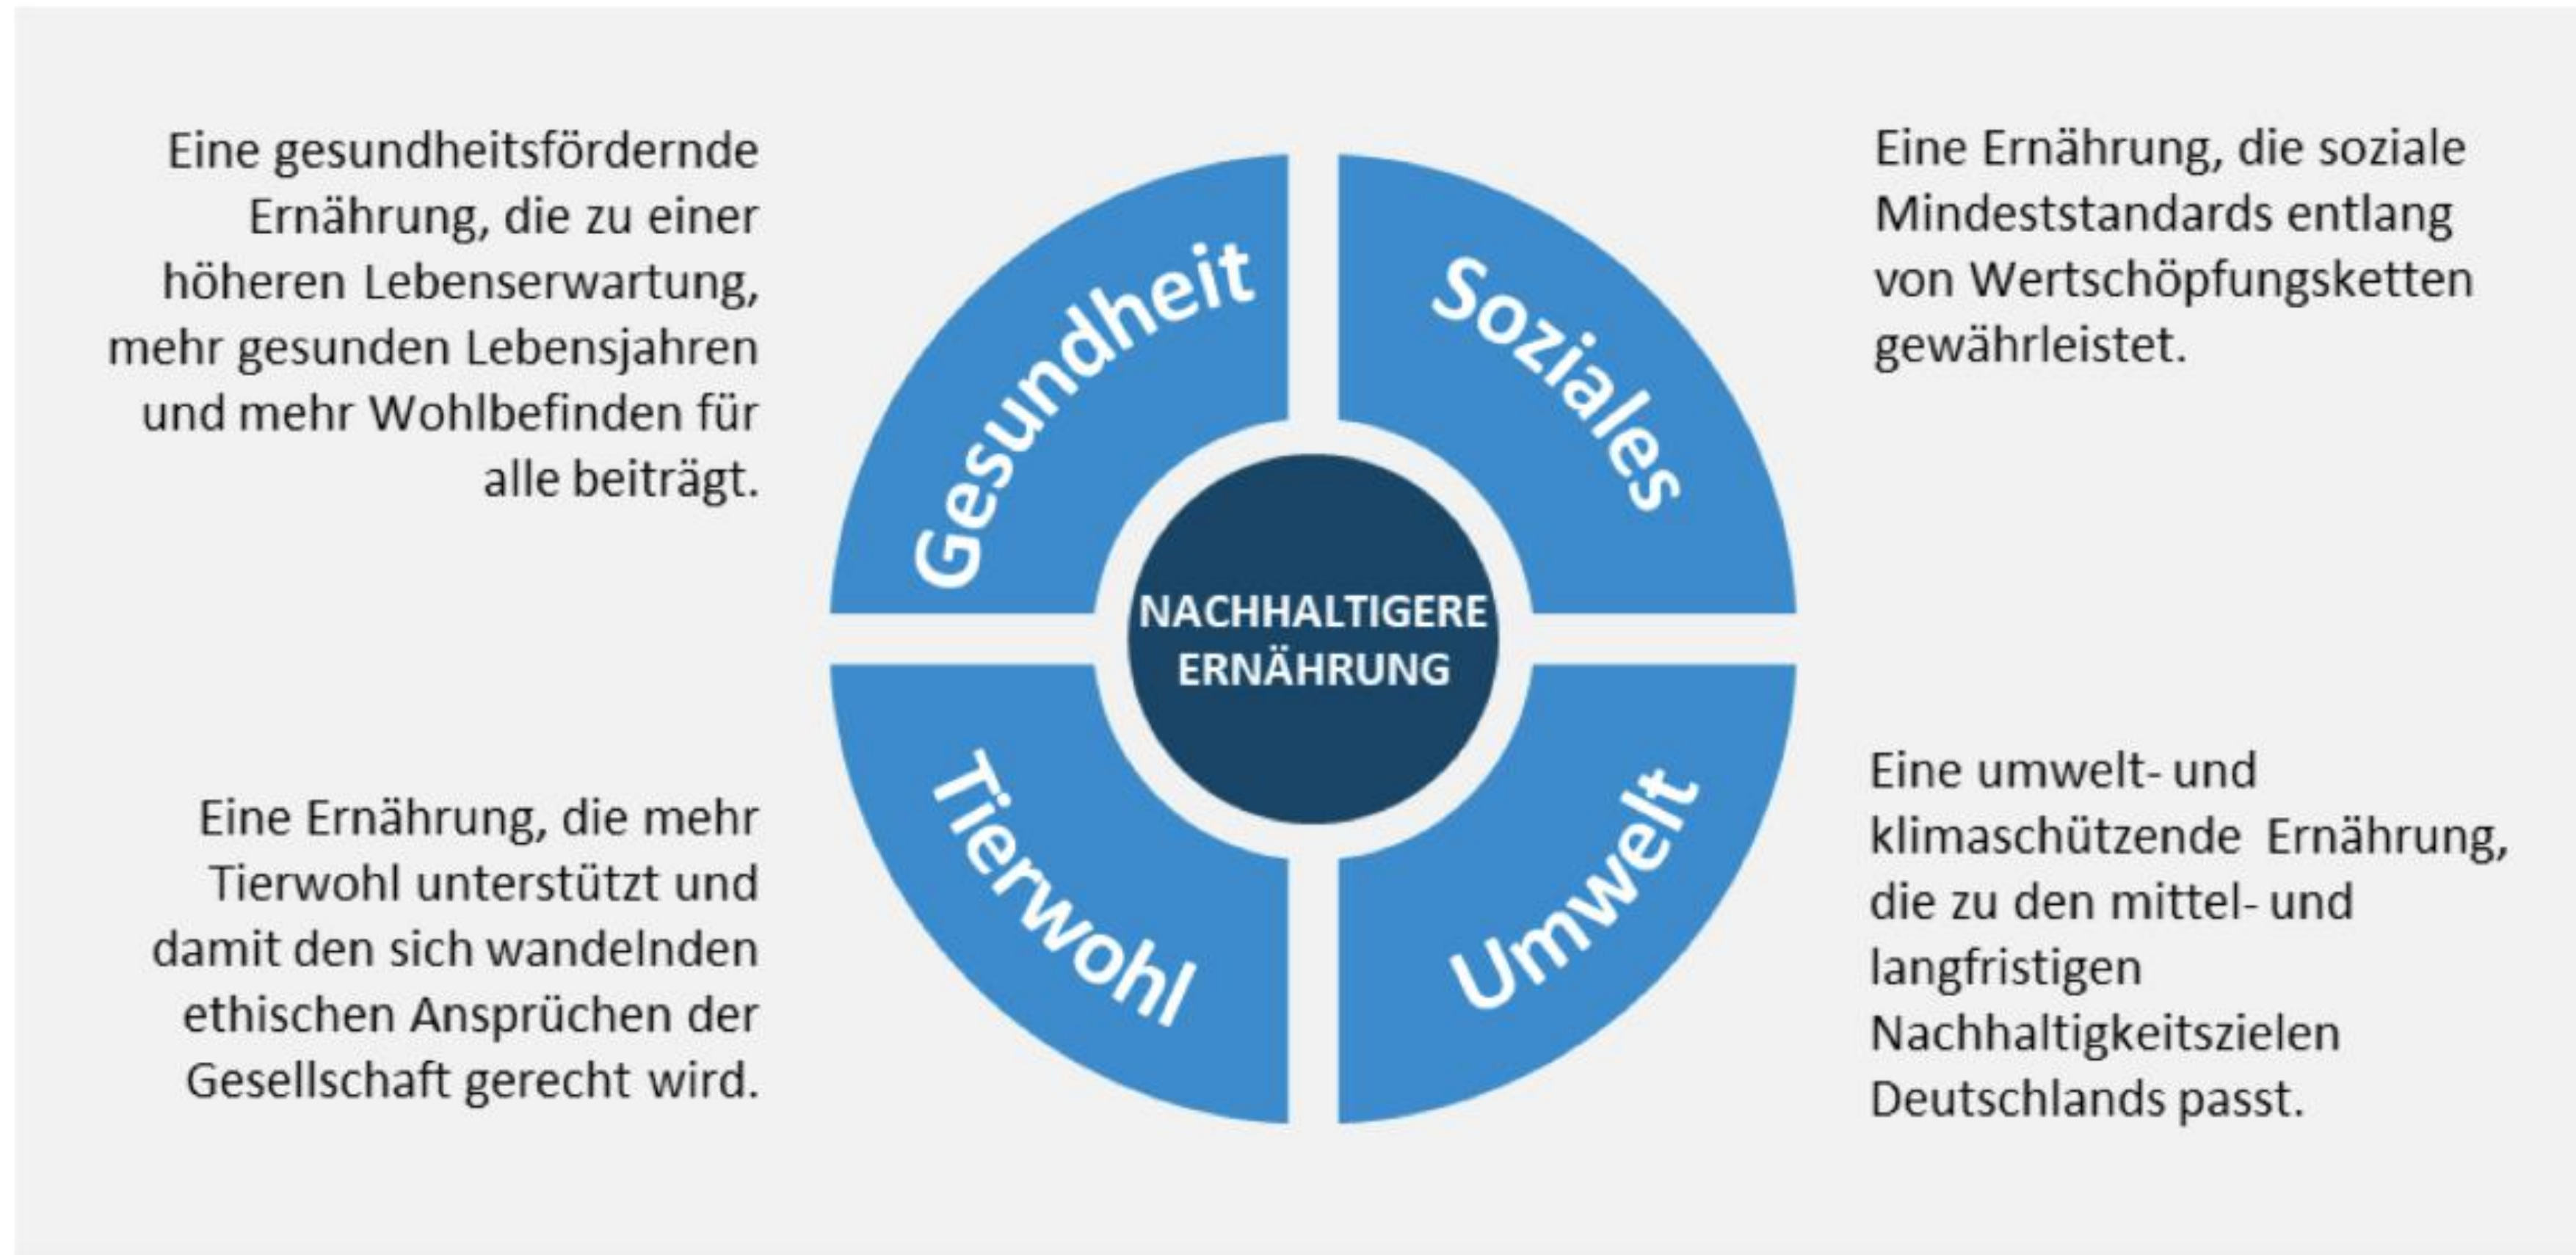 Eine gesundheitsfördernde
Ernährung, die zu einer
höheren Lebenserwartung,
mehr gesunden Lebensjahren
und mehr Wohlbefinden für
alle beiträgt.
Gesundheit
Soziales
Eine Ernährung, die soziale
Mindeststandards entlang
von Wertschöpfungsketten
gewährleistet.
NACHHALTIGERE
ERNÄHRUNG
Eine Ernährung, die mehr
Tierwohl unterstützt und
damit den sich wandelnden
ethischen Ansprüchen der
Gesellschaft gerecht wird.
Tierwohl
Umwelt
Eine umwelt- und
klimaschützende Ernährung,
die zu den mittel- und
langfristigen
Nachhaltigkeitszielen
Deutschlands passt.